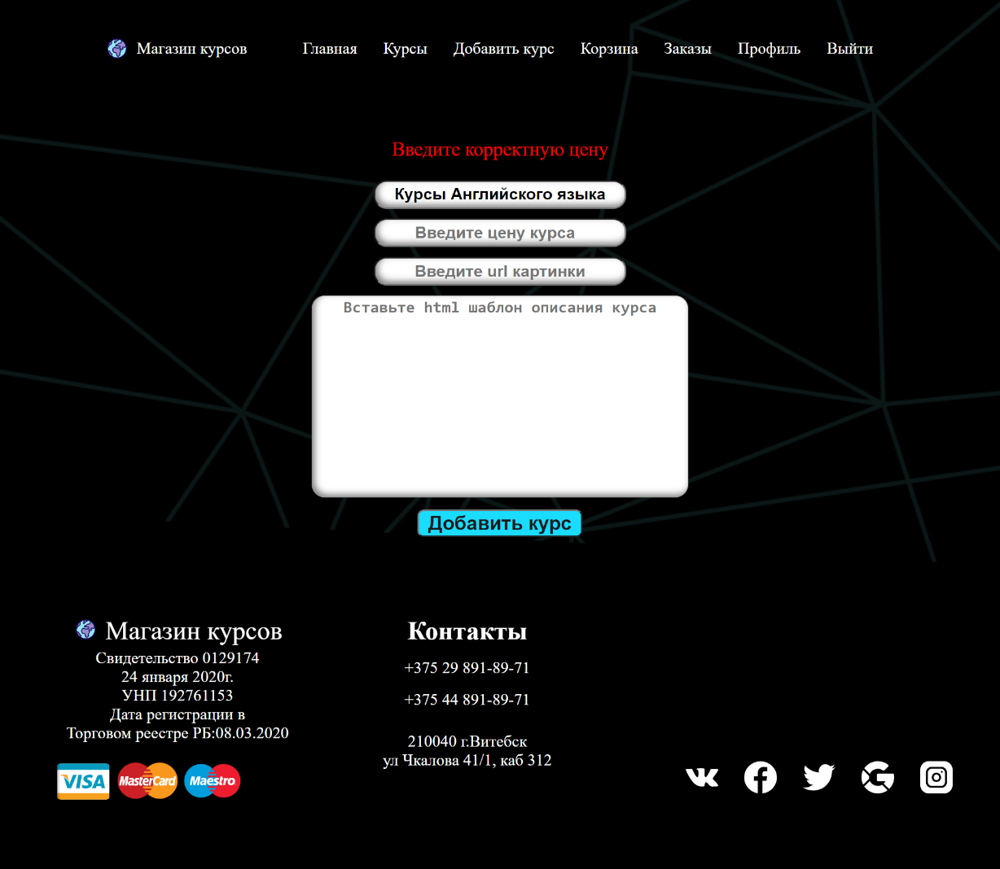 Магазин курсов
Главная
Курсы
Добавить курс
Корзина
Заказы
Профиль
Выйти
Введите корректную цену
Курсы Английского языка
Введите цену курса
Введите url картинки
Вставьте html шаблон описания курса
Добавить курс
Магазин курсов
Свидетельство 0129174
24 января 2020г.
УНП 192761153
Дата регистрации в
Торговом реестре РБ:08.03.2020
VISA
MasterCard
Maestro
Контакты
+375 29 891-89-71
+375 44 891-89-71
210040 г.Витебск
ул Чкалова 41/1, каб 312